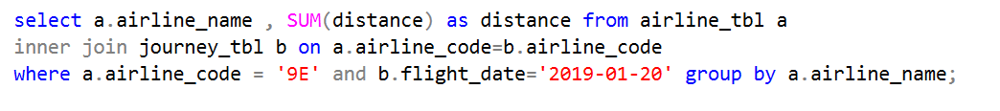 select a.airline_name , SUM(distance) as distance from airline_tbl a
inner join journey_tbl b on a.airline_code=b.airline_code
where a.airline_code = '9E' and b.flight_date='2019-01-20' group by a.airline_name;